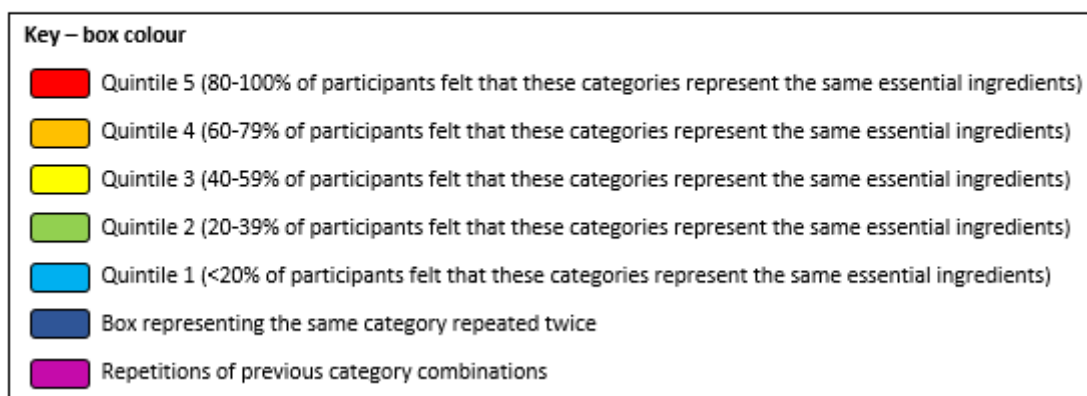 Key – box colour
Quintile 5 (80-100% of participants felt that these categories represent the same essential ingredients)
Quintile 4 (60-79% of participants felt that these categories represent the same essential ingredients)
Quintile 3 (40-59% of participants felt that these categories represent the same essential ingredients)
Quintile 2 (20-39% of participants felt that these categories represent the same essential ingredients)
Quintile 1 (<20% of participants felt that these categories represent the same essential ingredients)
Box representing the same category repeated twice
Repetitions of previous category combinations